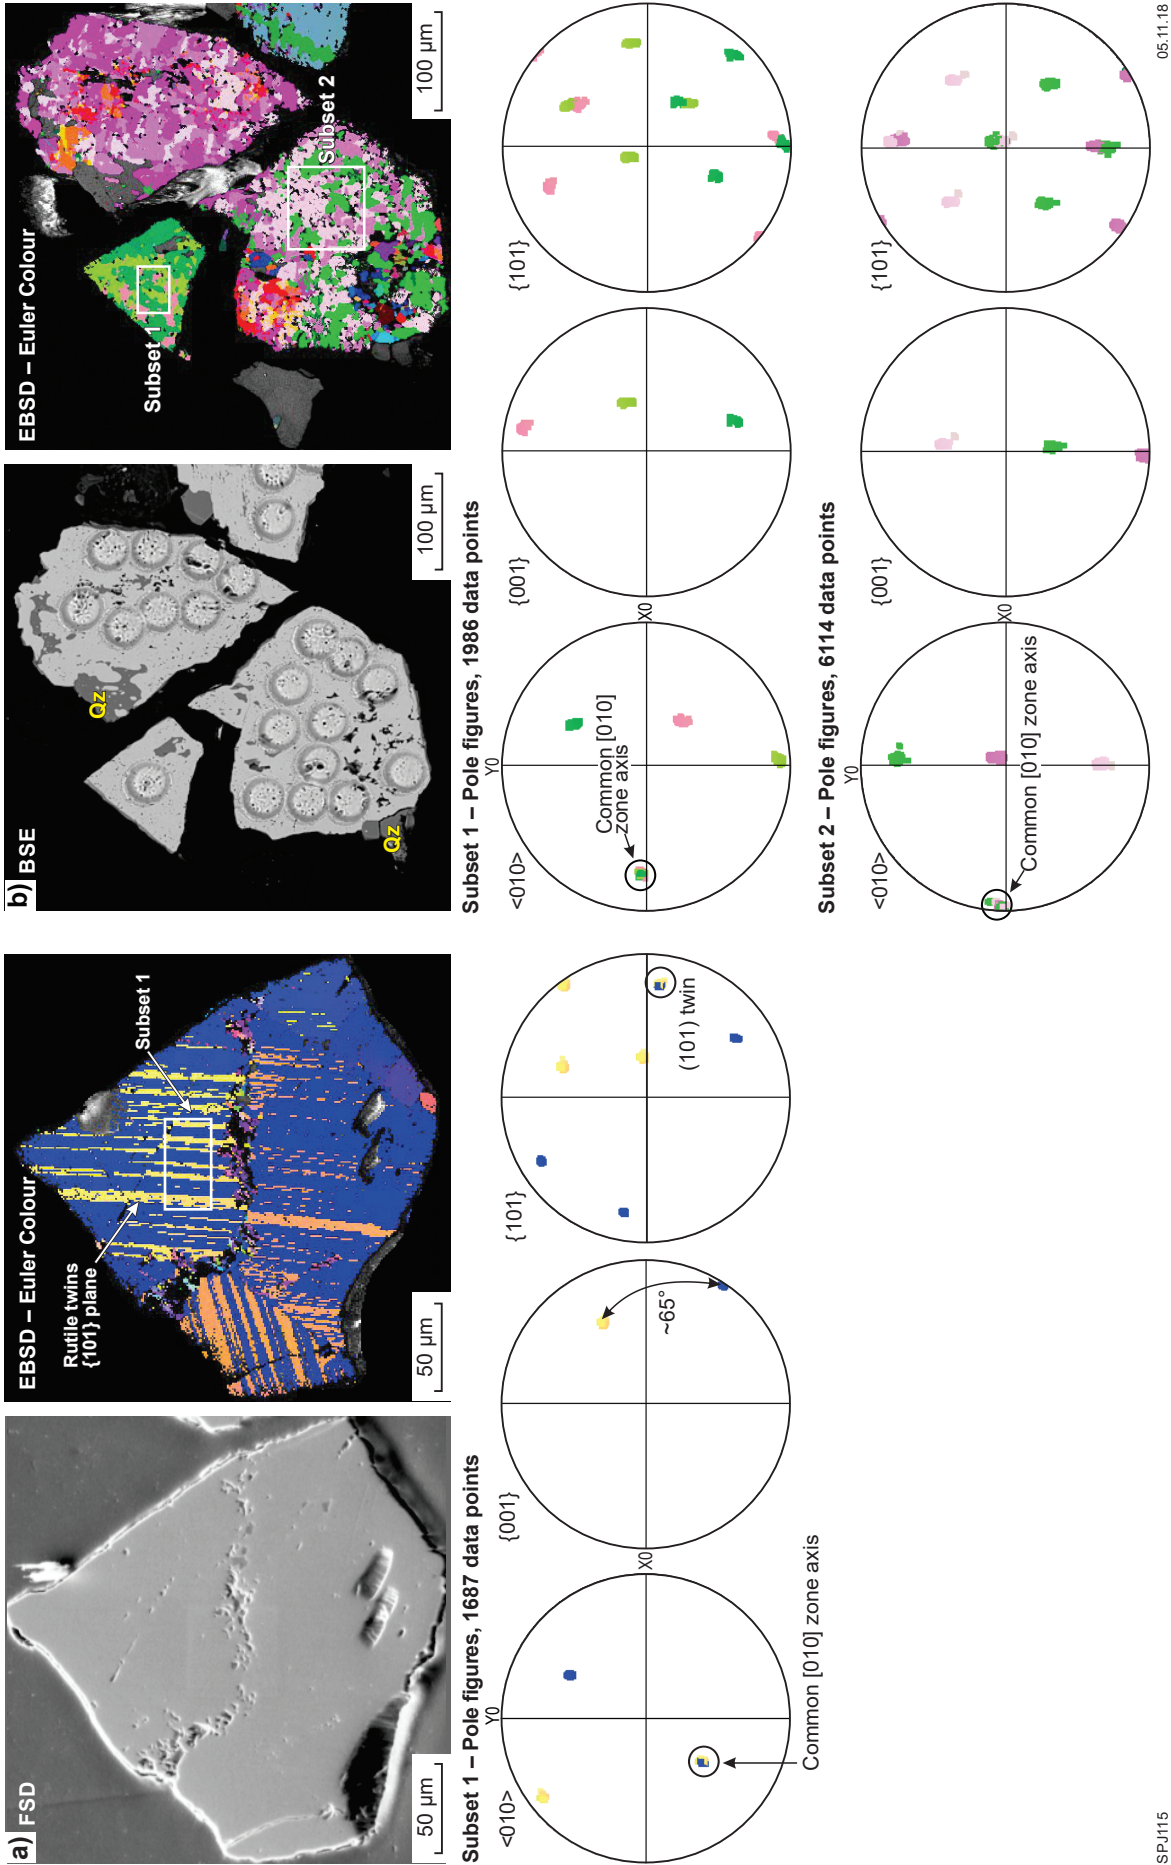 a) FSD
50 µm
EBSD – Euler Colour
Rutile twins
{101} plane
Subset 1
50 µm
Subset 1 – Pole figures, 1687 data points
<010>
Y0
X0
{001}
{101}
~65°
(101) twin
Common [010] zone axis
b) BSE
Qz
Qz
100 µm
EBSD – Euler Colour
Subset 1
Subset 2
100 µm
Subset 1 – Pole figures, 1986 data points
<010>
Y0
X0
{001}
{101}
Common [010]
zone axis
Subset 2 – Pole figures, 6114 data points
<010>
Y0
X0
{001}
{101}
Common [010] zone axis
SPJ115
05.11.18